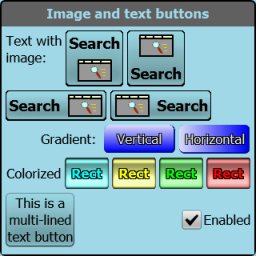 Image and text buttons
Text with
image:
Search
Search
Search
Search
Gradient:
Vertical
Horizontal
Colorized
Rect
Rect
Rect
Rect
This is a
multi-lined
text button
Enabled